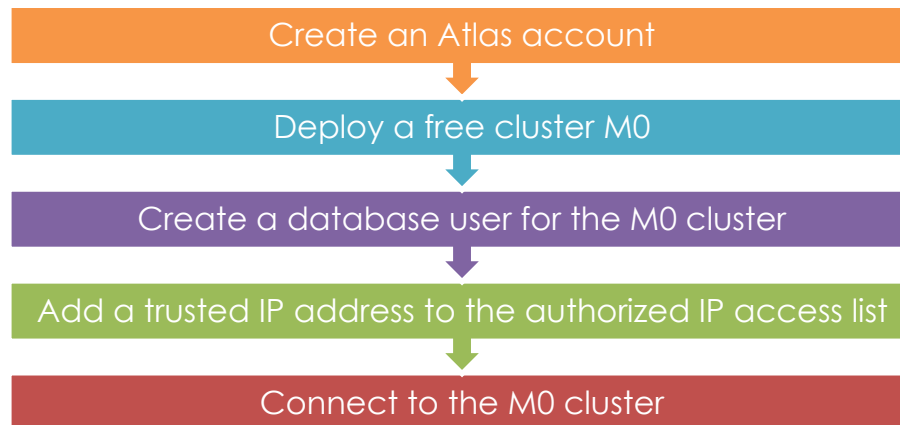 Create an Atlas account
Deploy a free cluster M0
Create a database user for the M0 cluster
Add a trusted IP address to the authorized IP access list
Connect to the M0 cluster